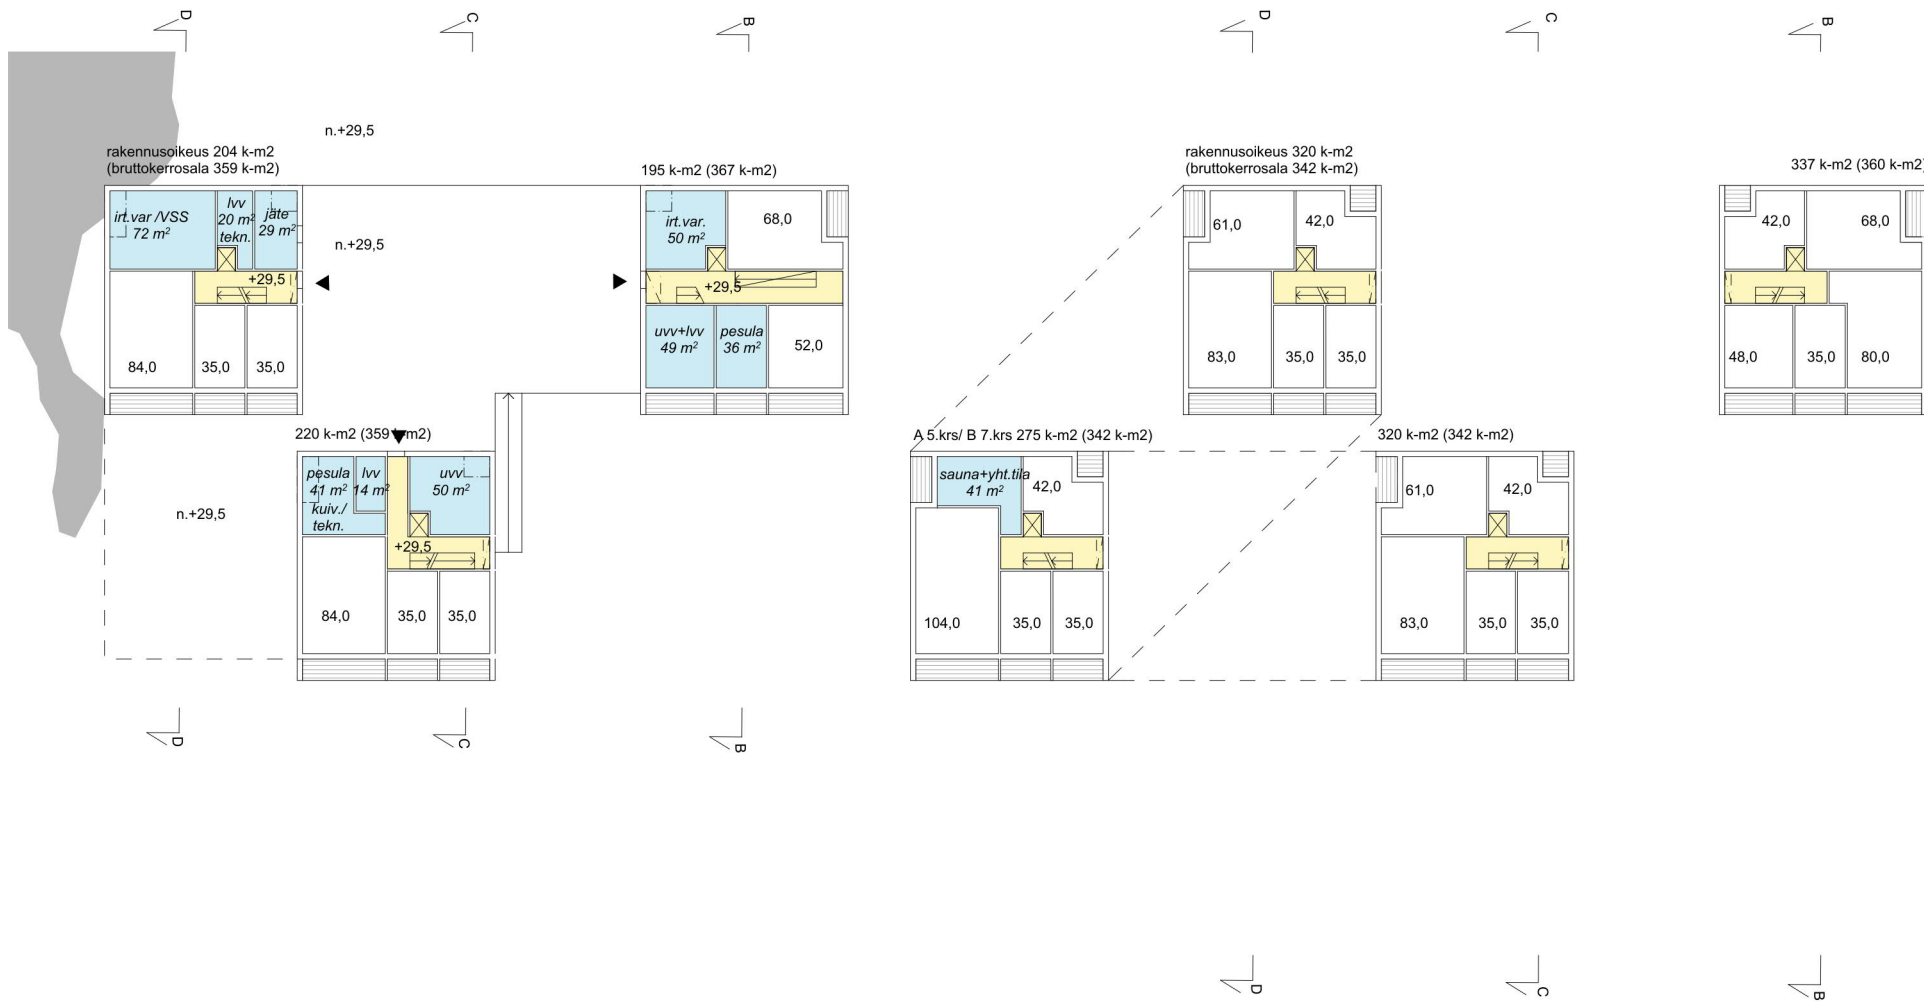 D
C
B
D
C
B
n.+29,5
rakennusoikeus 204 k-m2
(bruttokerrosala 359 k-m2)
195 k-m2 (367 k-m2)
rakennusoikeus 320 k-m2
(bruttokerrosala 342 k-m2)
337 k-m2 (360 k-m2)
irt.var /VSS
72 m²
lvv
20 m²
tekn.
jäte
29 m²
n.+29,5
+29,5
84,0
35,0
35,0
irt.var.
50 m²
68,0
+29,5
uvv+lvv
49 m²
pesula
36 m²
52,0
61,0
42,0
83,0
35,0
35,0
42,0
68,0
48,0
35,0
80,0
220 k-m2 (359 k-m2)
A 5.krs/ B 7.krs 275 k-m2 (342 k-m2)
320 k-m2 (342 k-m2)
n.+29,5
pesula
41 m²
kuiv./
tekn.
lvv
14 m²
uvv
50 m²
+29,5
84,0
35,0
35,0
sauna+yht.tila
41 m²
42,0
104,0
35,0
35,0
61,0
42,0
83,0
35,0
35,0
D
C
B
D
C
B